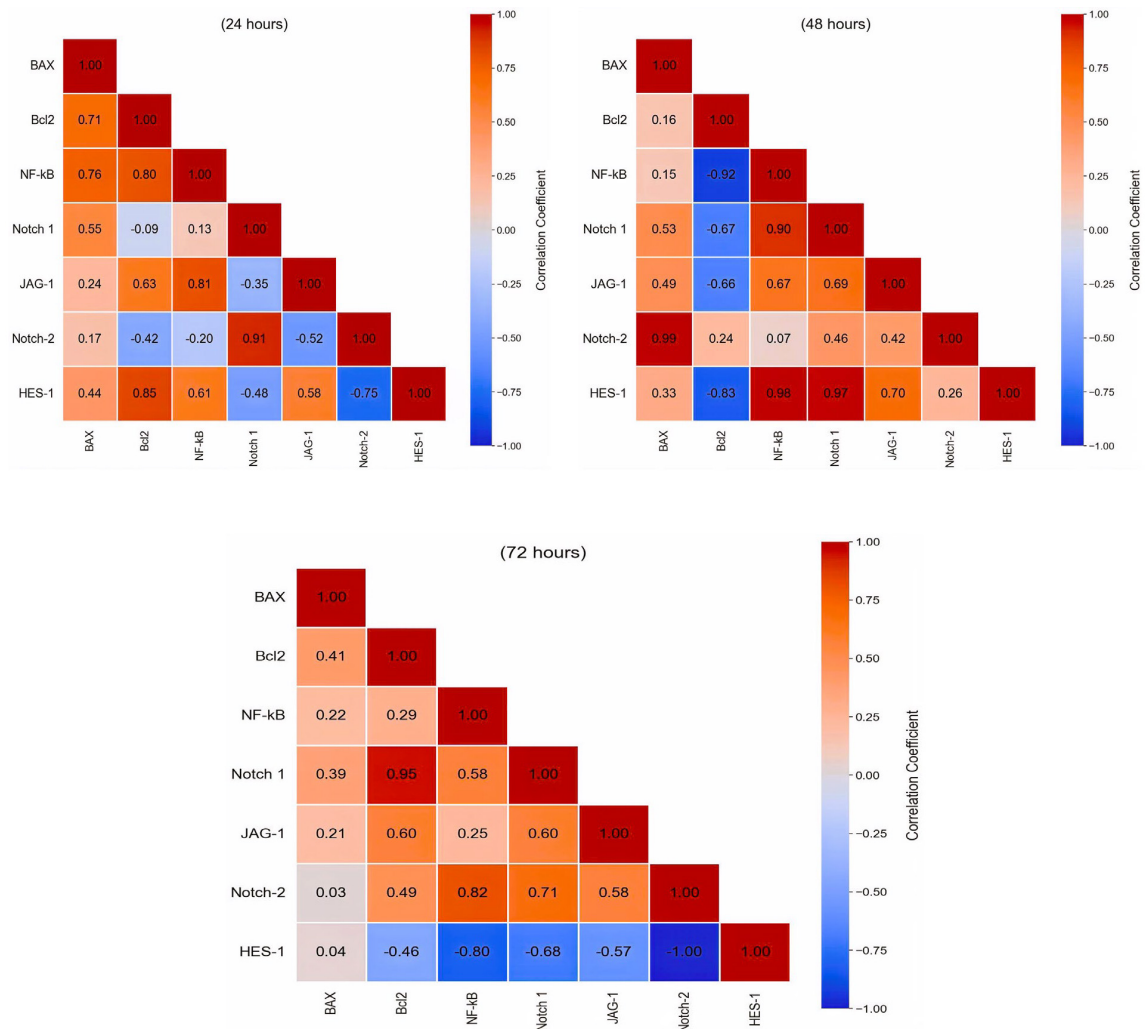 (24 hours)
BAX 1.00
Bcl2 0.71 1.00
NF-kB 0.76 0.80 1.00
Notch 1 0.55 -0.09 0.13 1.00
JAG-1 0.24 0.63 0.81 -0.35 1.00
Notch-2 0.17 -0.42 -0.20 0.91 -0.52 1.00
HES-1 0.44 0.85 0.61 -0.48 0.58 -0.75 1.00
BAX Bcl2 NF-kB Notch 1 JAG-1 Notch-2 HES-1
1.00
0.75
0.50
0.25
0.00
−0.25
−0.50
−0.75
−1.00
Correlation Coefficient
(48 hours)
BAX 1.00
Bcl2 0.16 1.00
NF-kB 0.15 -0.92 1.00
Notch 1 0.53 -0.67 0.90 1.00
JAG-1 0.49 -0.66 0.67 0.69 1.00
Notch-2 0.99 0.24 0.07 0.46 0.42 1.00
HES-1 0.33 -0.83 0.98 0.97 0.70 0.26 1.00
BAX Bcl2 NF-kB Notch 1 JAG-1 Notch-2 HES-1
1.00
0.75
0.50
0.25
0.00
−0.25
−0.50
−0.75
−1.00
Correlation Coefficient
(72 hours)
BAX 1.00
Bcl2 0.41 1.00
NF-kB 0.22 0.29 1.00
Notch 1 0.39 0.95 0.58 1.00
JAG-1 0.21 0.60 0.25 0.60 1.00
Notch-2 0.03 0.49 0.82 0.71 0.58 1.00
HES-1 0.04 -0.46 -0.80 -0.68 -0.57 -1.00 1.00
BAX Bcl2 NF-kB Notch 1 JAG-1 Notch-2 HES-1
1.00
0.75
0.50
0.25
0.00
−0.25
−0.50
−0.75
−1.00
Correlation Coefficient